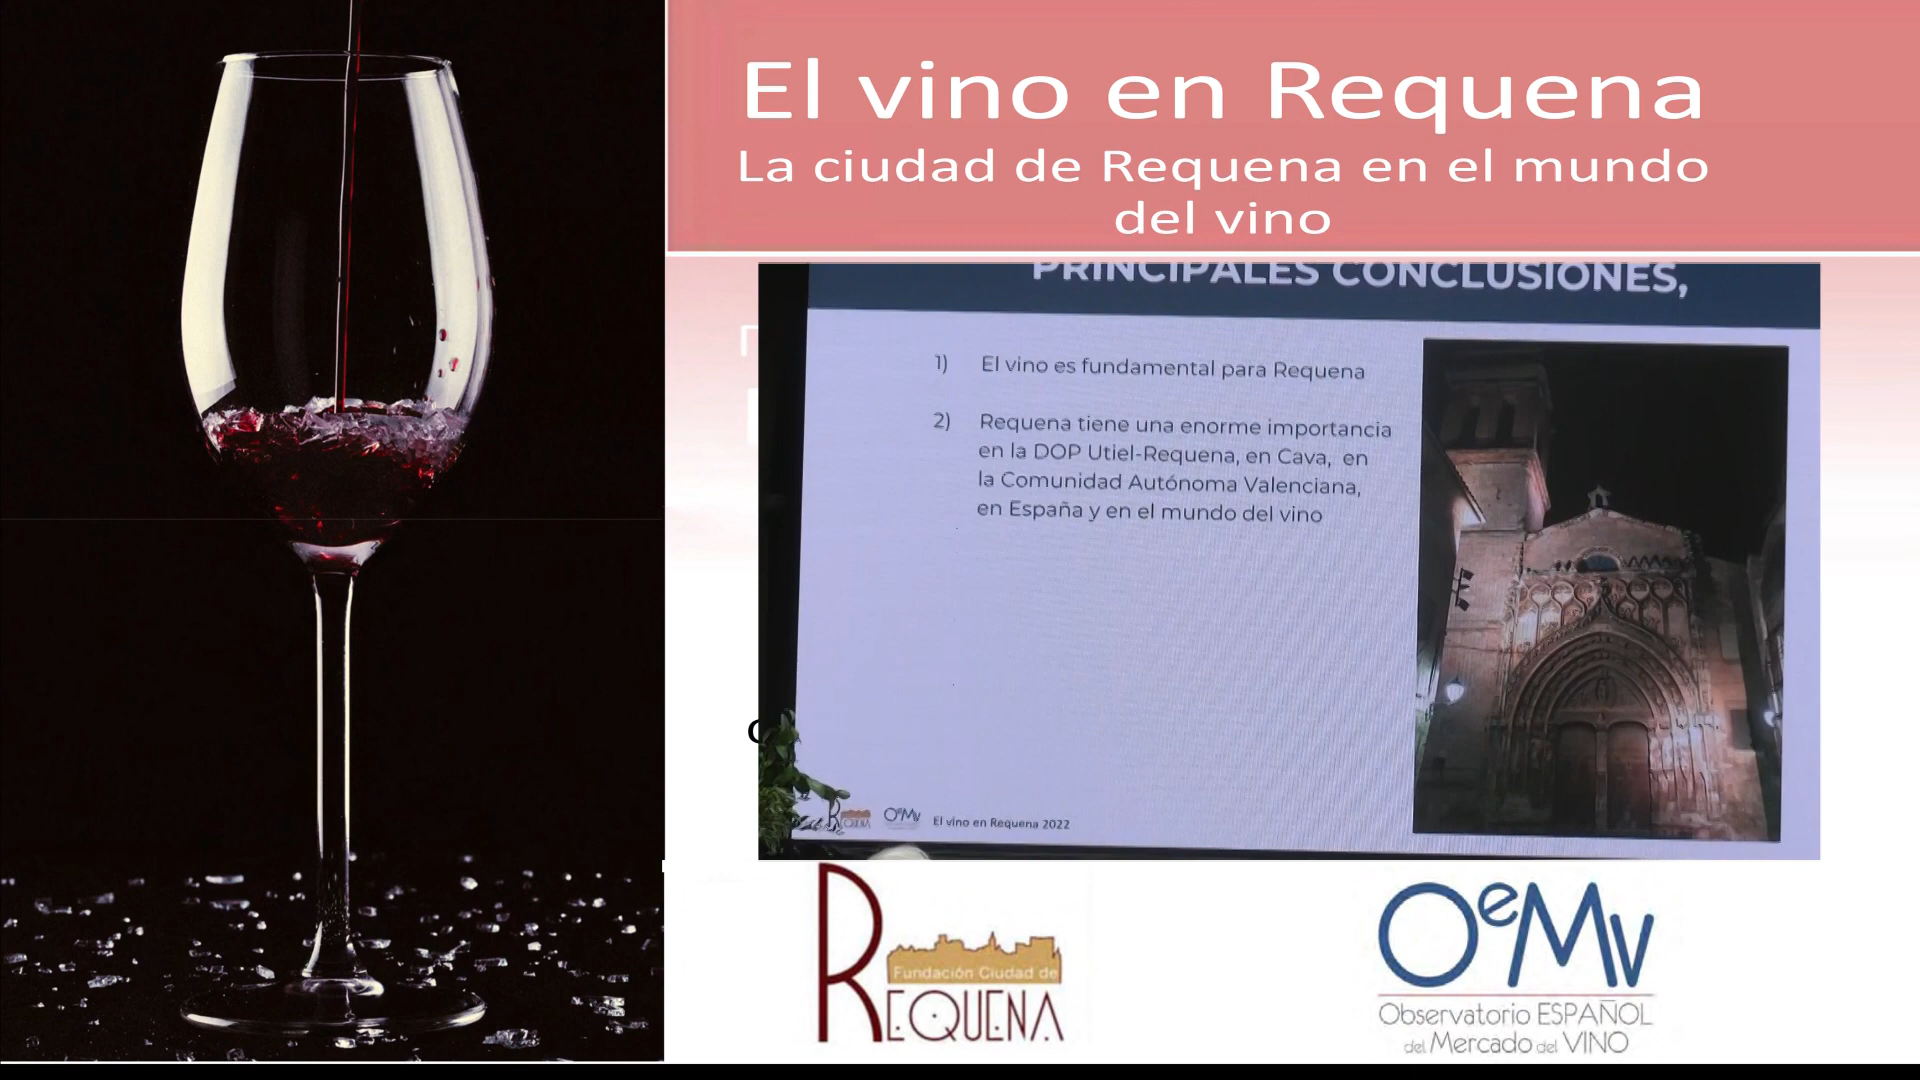 El vino en Requena
La ciudad de Requena en el mundo
del vino
PRINCIPALES CONCLUSIONES,
1) El vino es fundamental para Requena
2) Requena tiene una enorme importancia
en la DOP Utiel-Requena, en Cava, en
la Comunidad Autónoma Valenciana,
en España y en el mundo del vino
OeMv El vino en Requena 2022
Fundación Ciudad de
REQUENA
OeMv
Observatorio ESPAÑOL
del Mercado del VINO